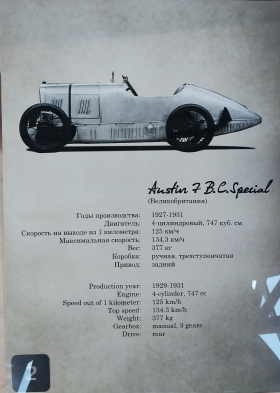 Austin 7 B.C. Special
(Великобритания)
Годы производства: 1927-1931
Двигатель: 4-цилиндровый, 747 куб. см
Скорость на выходе из 1 километра: 125 км/ч
Максимальная скорость: 134,3 км/ч
Вес: 377 кг
Коробка: ручная, трехступенчатая
Привод: задний
Production year: 1929-1931
Engine: 4-cylinder, 747 cc
Speed out of 1 kilometer: 125 km/h
Top speed: 134.3 km/h
Weight: 377 kg
Gearbox: manual, 3 gears
Drive: rear
2